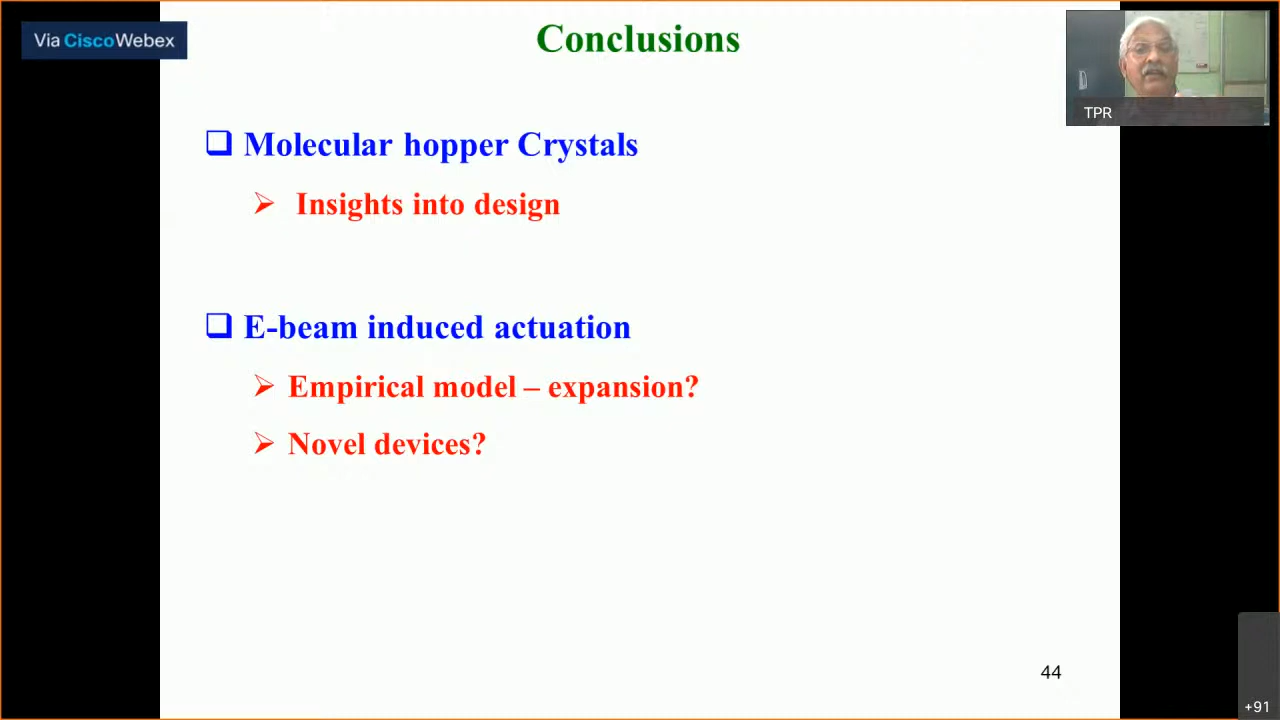 Via CiscoWebex
Conclusions
TPR
❑ Molecular hopper Crystals
➢ Insights into design
❑ E-beam induced actuation
➢ Empirical model – expansion?
➢ Novel devices?
44
+91